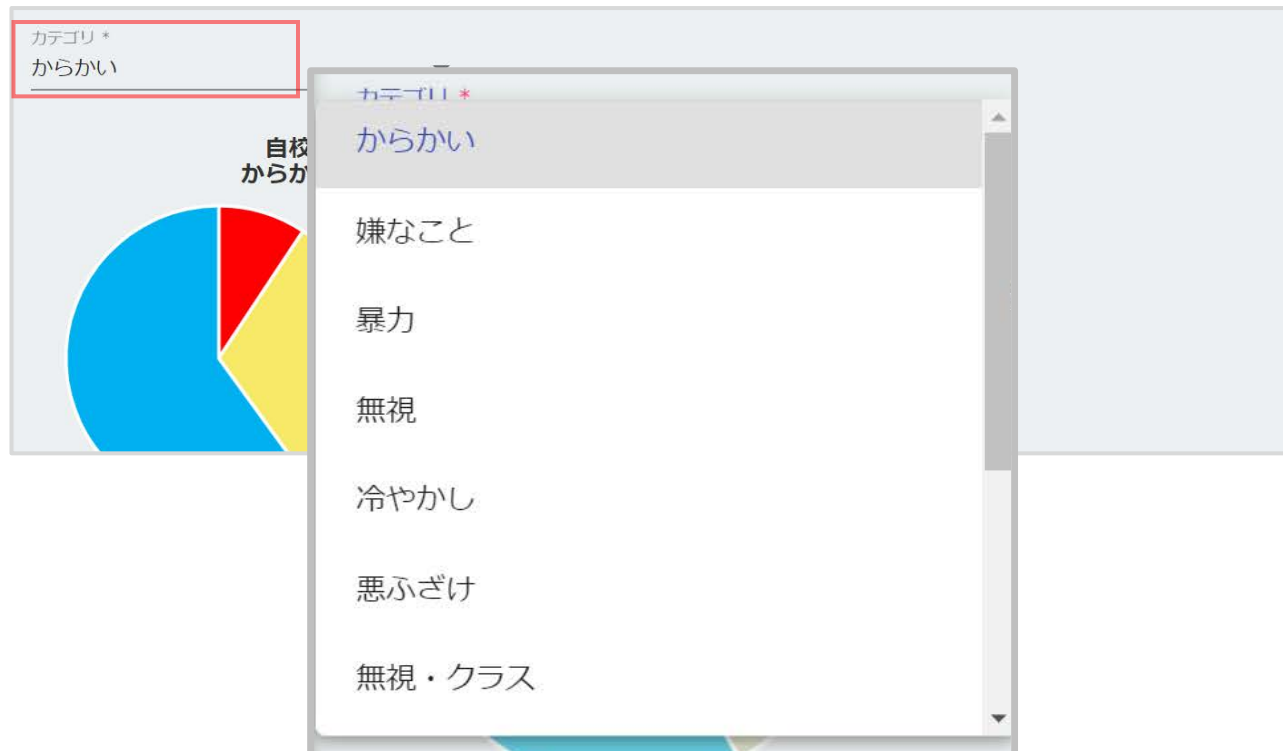 カテゴリ *
からかい
自校
からか
カテゴリ *
からかい
嫌なこと
暴力
無視
冷やかし
悪ふざけ
無視・クラス